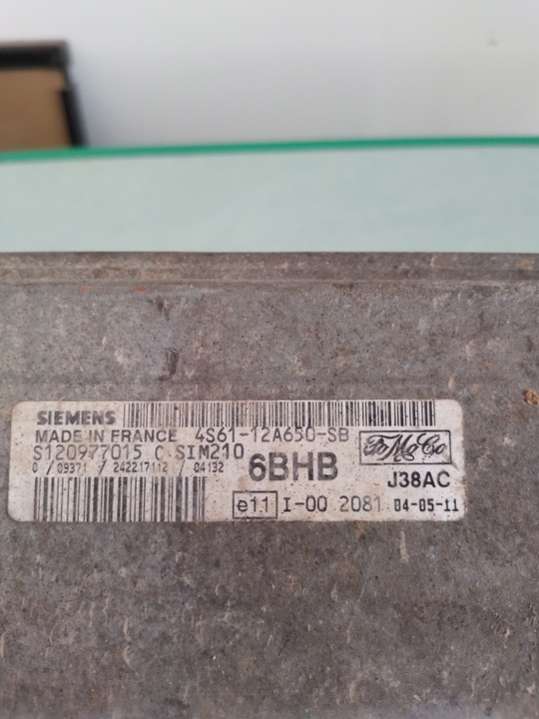 SIEMENS
MADE IN FRANCE 4S61-12A650-SB
S120977015 C SIM210
0 / 09371 / 242217112 / 04132
6BHB
FoMoCo
J38AC
e11 I-00 2081 04-05-11